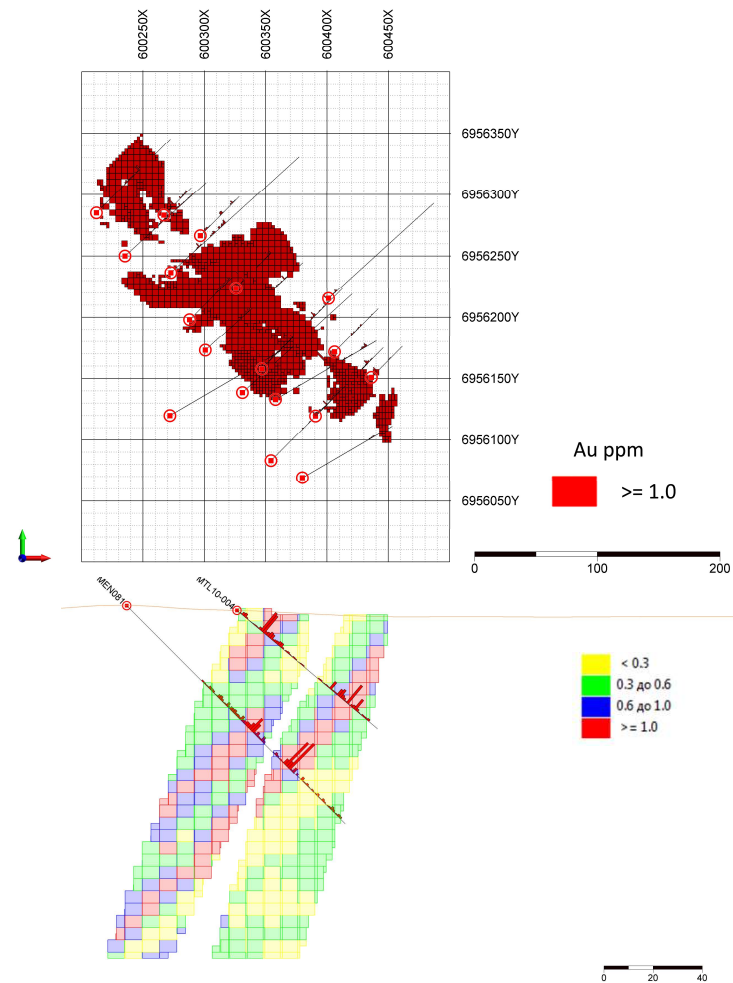 600250X
600300X
600350X
600400X
600450X
6956350Y
6956300Y
6956250Y
6956200Y
6956150Y
6956100Y
6956050Y
Au ppm
>= 1.0
0 100 200
MEN081
MTL10-004
< 0.3
0.3 до 0.6
0.6 до 1.0
>= 1.0
0 20 40